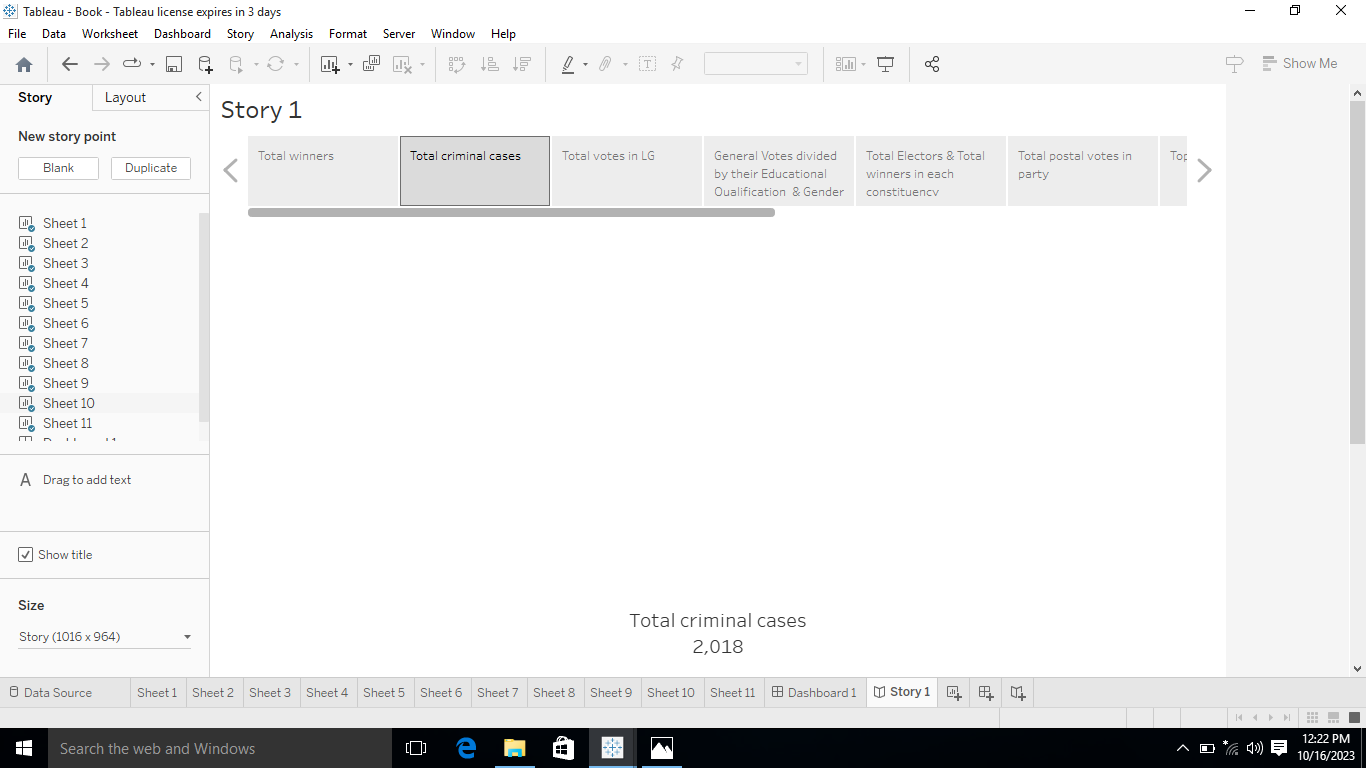 Tableau - Book - Tableau license expires in 3 days
File Data Worksheet Dashboard Story Analysis Format Server Window Help
Show Me
Story Layout
New story point
Blank Duplicate
Sheet 1
Sheet 2
Sheet 3
Sheet 4
Sheet 5
Sheet 6
Sheet 7
Sheet 8
Sheet 9
Sheet 10
Sheet 11
A Drag to add text
Show title
Size
Story (1016 x 964)
Story 1
Total winners
Total criminal cases
Total votes in LG
General Votes divided
by their Educational
Qualification & Gender
Total Electors & Total
winners in each
constituency
Total postal votes in
party
Total criminal cases
2,018
Data Source Sheet 1 Sheet 2 Sheet 3 Sheet 4 Sheet 5 Sheet 6 Sheet 7 Sheet 8 Sheet 9 Sheet 10 Sheet 11 Dashboard 1 Story 1
Search the web and Windows
12:22 PM
10/16/2023